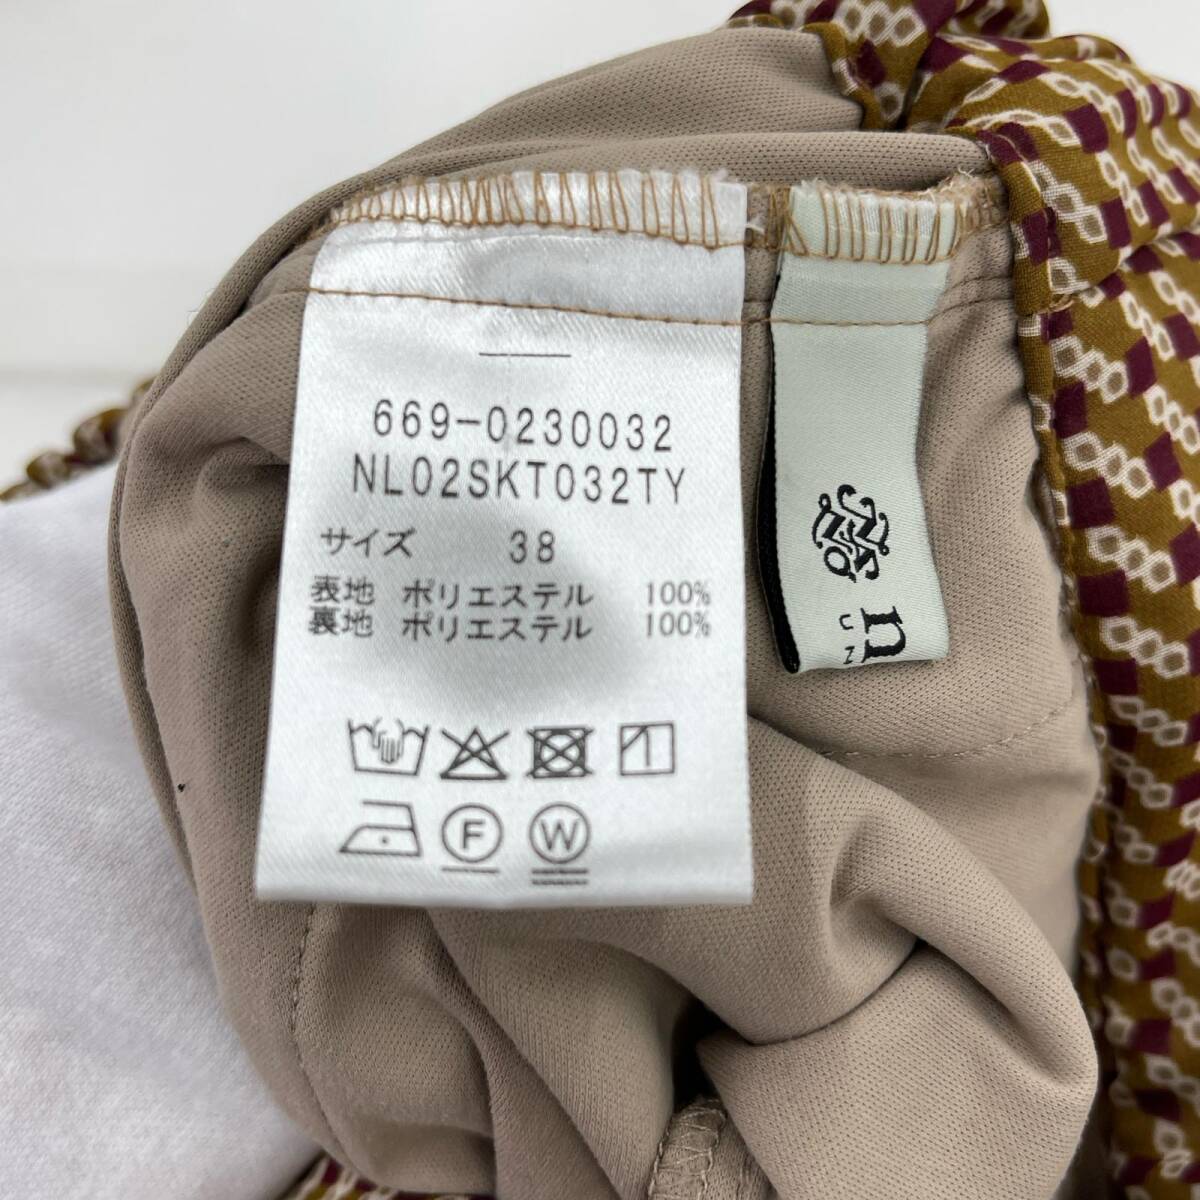 669-0230032
NL02SKT032TY
サイズ 38
表地 ポリエステル 100%
裏地 ポリエステル 100%
F
W
n
UN